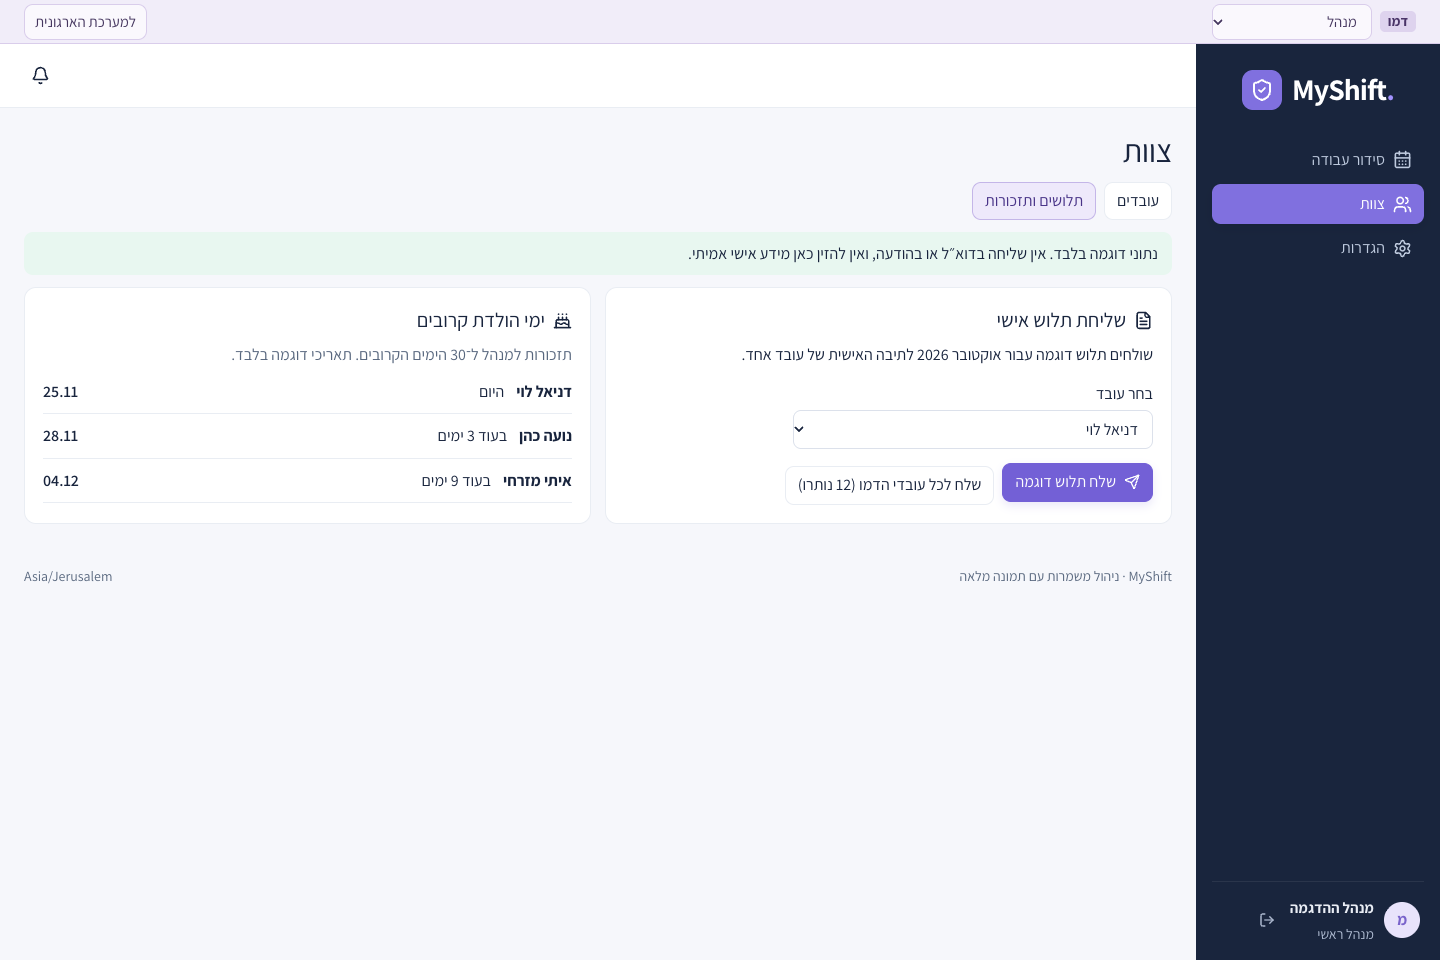 דמו
מנהל
למערכת הארגונית
MyShift.
סידור עבודה
צוות
הגדרות
צוות
עובדים
תלושים ותזכורות
נתוני דוגמה בלבד. אין שליחה בדוא״ל או בהודעה, ואין להזין כאן מידע אישי אמיתי.
שליחת תלוש אישי
שולחים תלוש דוגמה עבור אוקטובר 2026 לתיבה האישית של עובד אחד.
בחר עובד
דניאל לוי
שלח תלוש דוגמה
שלח לכל עובדי הדמו (12 נותרו)
ימי הולדת קרובים
תזכורות למנהל ל־30 הימים הקרובים. תאריכי דוגמה בלבד.
דניאל לוי היום 25.11
נועה כהן בעוד 3 ימים 28.11
איתי מזרחי בעוד 9 ימים 04.12
MyShift · ניהול משמרות עם תמונה מלאה
Asia/Jerusalem
מ
מנהל ההדגמה
מנהל ראשי